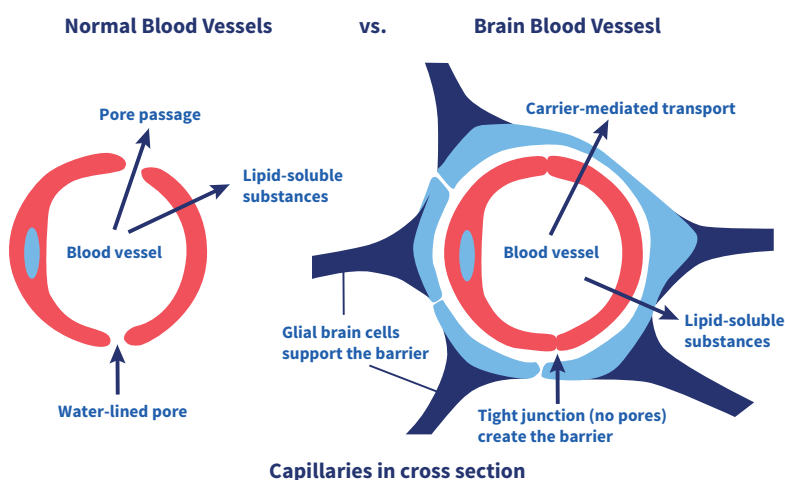 Normal Blood Vessels vs. Brain Blood Vessesl
Pore passage
Lipid-soluble
substances
Blood vessel
Water-lined pore
Carrier-mediated transport
Blood vessel
Lipid-soluble
substances
Glial brain cells
support the barrier
Tight junction (no pores)
create the barrier
Capillaries in cross section